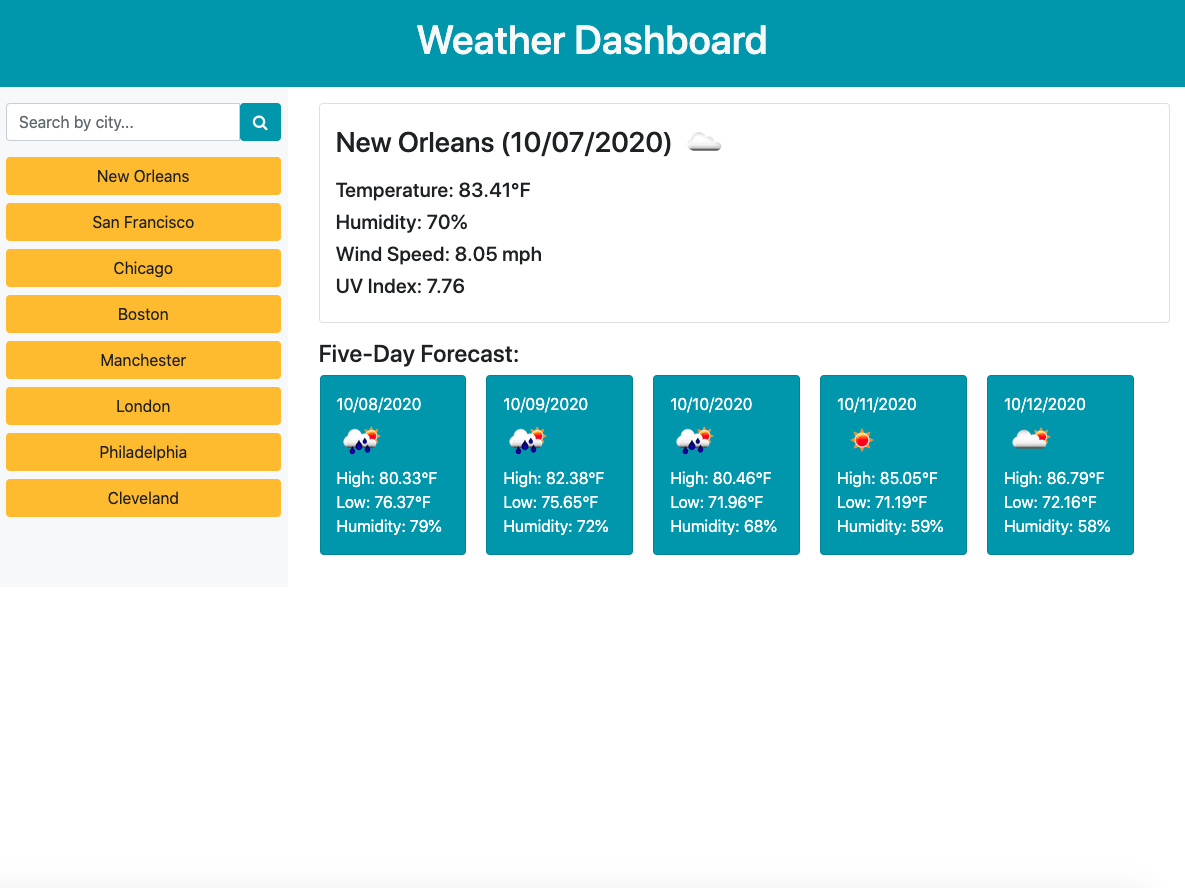 Weather Dashboard
Search by city...
New Orleans
San Francisco
Chicago
Boston
Manchester
London
Philadelphia
Cleveland
New Orleans (10/07/2020)
Temperature: 83.41°F
Humidity: 70%
Wind Speed: 8.05 mph
UV Index: 7.76
Five-Day Forecast:
10/08/2020
High: 80.33°F
Low: 76.37°F
Humidity: 79%
10/09/2020
High: 82.38°F
Low: 75.65°F
Humidity: 72%
10/10/2020
High: 80.46°F
Low: 71.96°F
Humidity: 68%
10/11/2020
High: 85.05°F
Low: 71.19°F
Humidity: 59%
10/12/2020
High: 86.79°F
Low: 72.16°F
Humidity: 58%